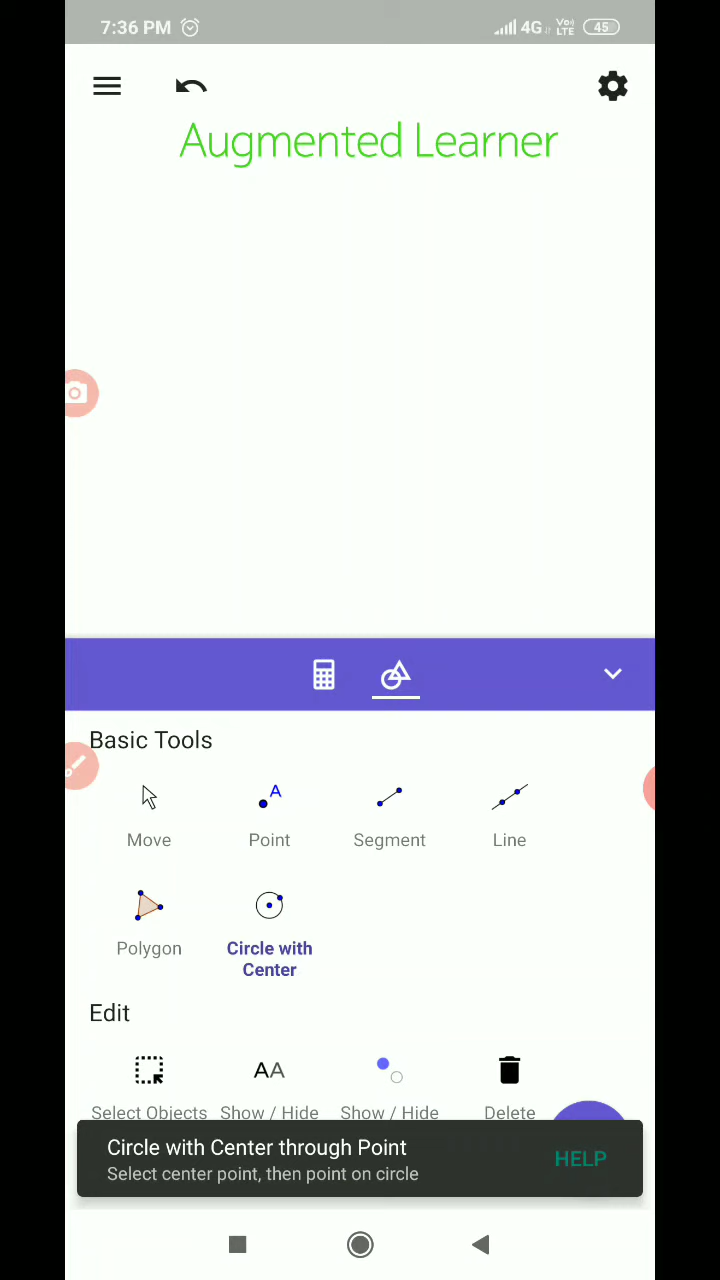 7:36 PM
4G Vo)) LTE 45
Augmented Learner
Basic Tools
A
Move Point Segment Line
Polygon Circle with Center
Edit
AA
Select Objects Show / Hide Show / Hide Delete
Circle with Center through Point
Select center point, then point on circle
HELP